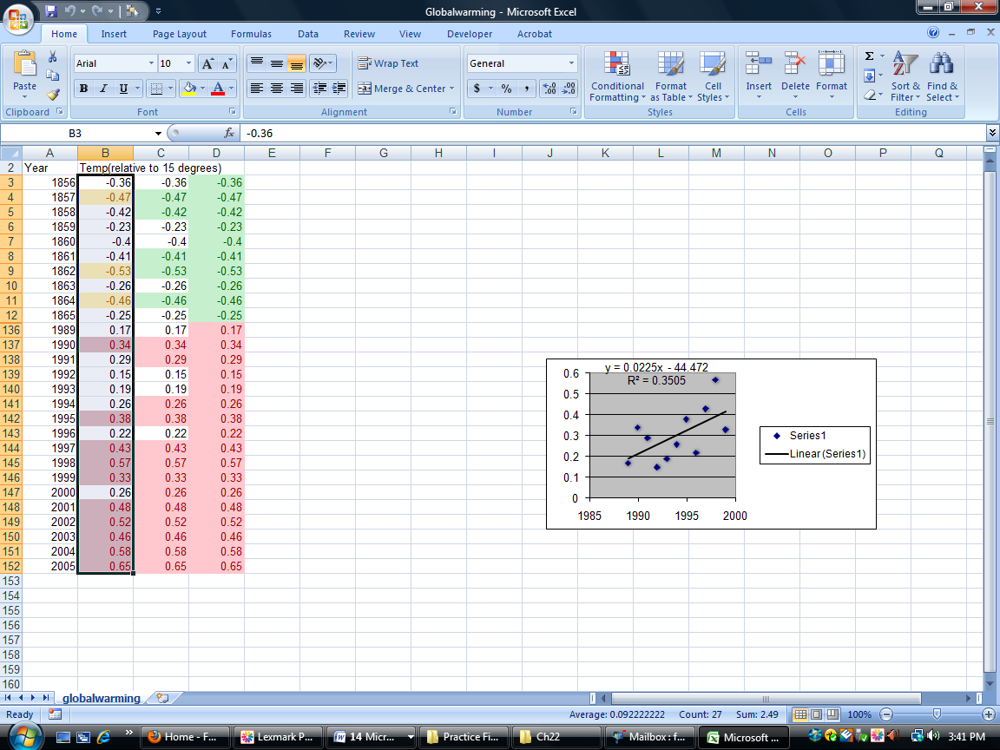 Globalwarming - Microsoft Excel
Home Insert Page Layout Formulas Data Review View Developer Acrobat
Paste
Arial 10
B I U
A A
Wrap Text
Merge & Center
General
$ % ,
Conditional Formatting
Format as Table
Cell Styles
Insert Delete Format
Σ
Sort & Filter
Find & Select
Clipboard Font Alignment Number Styles Cells Editing
B3 fx -0.36
A B C D E F G H I J K L M N O P Q
2 Year Temp(relative to 15 degrees)
3 1856 -0.36 -0.36 -0.36
4 1857 -0.47 -0.47 -0.47
5 1858 -0.42 -0.42 -0.42
6 1859 -0.23 -0.23 -0.23
7 1860 -0.4 -0.4 -0.4
8 1861 -0.41 -0.41 -0.41
9 1862 -0.53 -0.53 -0.53
10 1863 -0.26 -0.26 -0.26
11 1864 -0.46 -0.46 -0.46
12 1865 -0.25 -0.25 -0.25
136 1989 0.17 0.17 0.17
137 1990 0.34 0.34 0.34
138 1991 0.29 0.29 0.29
139 1992 0.15 0.15 0.15
140 1993 0.19 0.19 0.19
141 1994 0.26 0.26 0.26
142 1995 0.38 0.38 0.38
143 1996 0.22 0.22 0.22
144 1997 0.43 0.43 0.43
145 1998 0.57 0.57 0.57
146 1999 0.33 0.33 0.33
147 2000 0.26 0.26 0.26
148 2001 0.48 0.48 0.48
149 2002 0.52 0.52 0.52
150 2003 0.46 0.46 0.46
151 2004 0.58 0.58 0.58
152 2005 0.65 0.65 0.65
153
154
155
156
157
158
159
160
y = 0.0225x - 44.472
R² = 0.3505
0.6
0.5
0.4
0.3
0.2
0.1
0
1985 1990 1995 2000
Series1
Linear (Series1)
globalwarming
Ready Average: 0.092222222 Count: 27 Sum: 2.49 100%
Home - F... Lexmark P... 14 Micr... Practice Fi... Ch22 Mailbox : f... Microsoft ... 3:41 PM